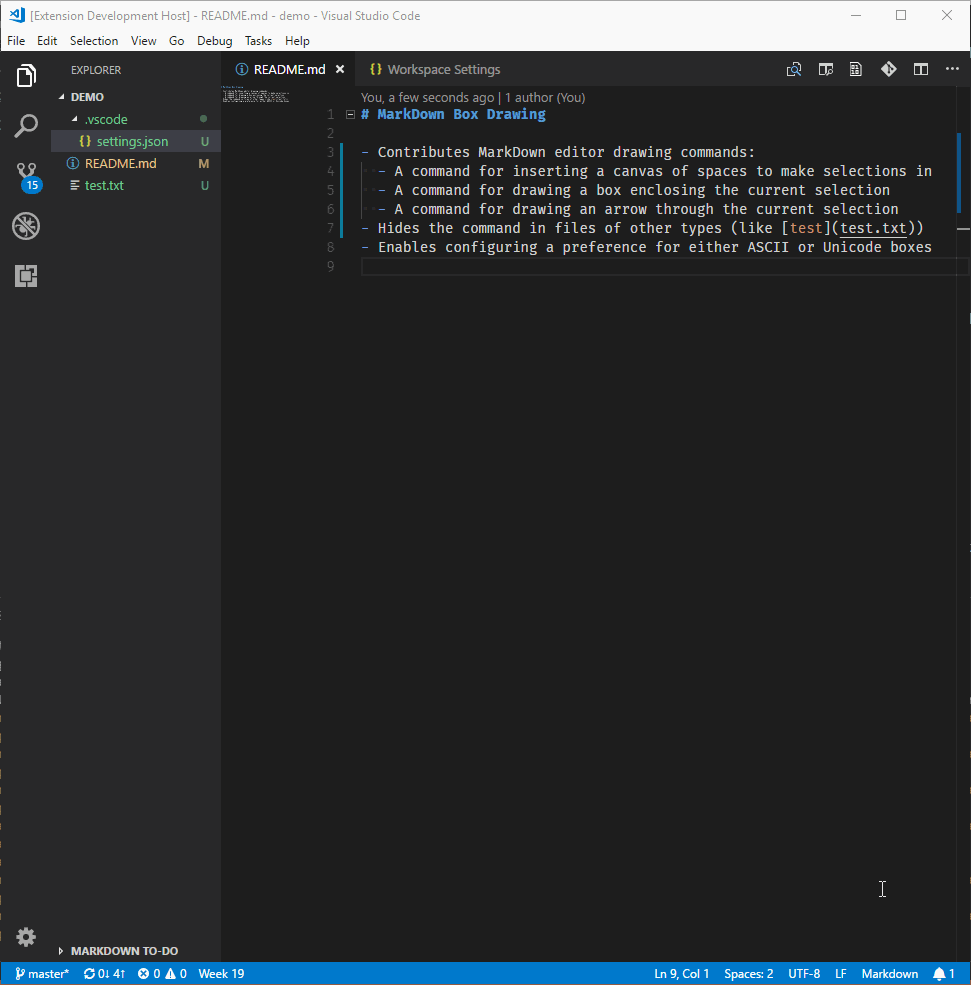 [Extension Development Host] - README.md - demo - Visual Studio Code
File Edit Selection View Go Debug Tasks Help
EXPLORER
DEMO
.vscode
{} settings.json U
README.md M
test.txt U
15
MARKDOWN TO-DO
README.md × {} Workspace Settings
You, a few seconds ago | 1 author (You)
1 # MarkDown Box Drawing
2
3 - Contributes MarkDown editor drawing commands:
4 - A command for inserting a canvas of spaces to make selections in
5 - A command for drawing a box enclosing the current selection
6 - A command for drawing an arrow through the current selection
7 - Hides the command in files of other types (like [test](test.txt))
8 - Enables configuring a preference for either ASCII or Unicode boxes
9
master* 0↓ 4↑ 0 0 Week 19 Ln 9, Col 1 Spaces: 2 UTF-8 LF Markdown 1